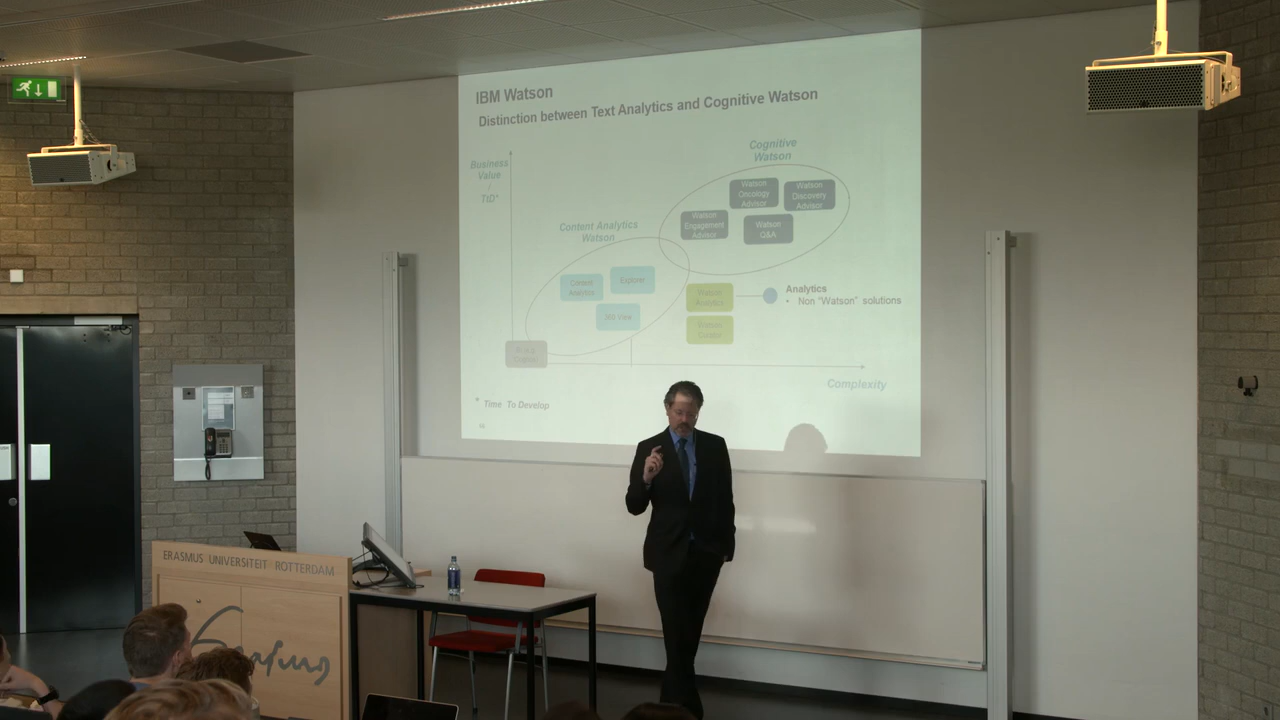 IBM Watson
Distinction between Text Analytics and Cognitive Watson
Business
Value
/
TtD*
Cognitive
Watson
Watson
Oncology
Advisor
Watson
Discovery
Advisor
Watson
Engagement
Advisor
Watson
Q&A
Content Analytics
Watson
Content
Analytics
Explorer
360 View
Watson
Analytics
Watson
Curator
Analytics
• Non "Watson" solutions
Complexity
* Time To Develop
ERASMUS UNIVERSITEIT ROTTERDAM
Erasmus